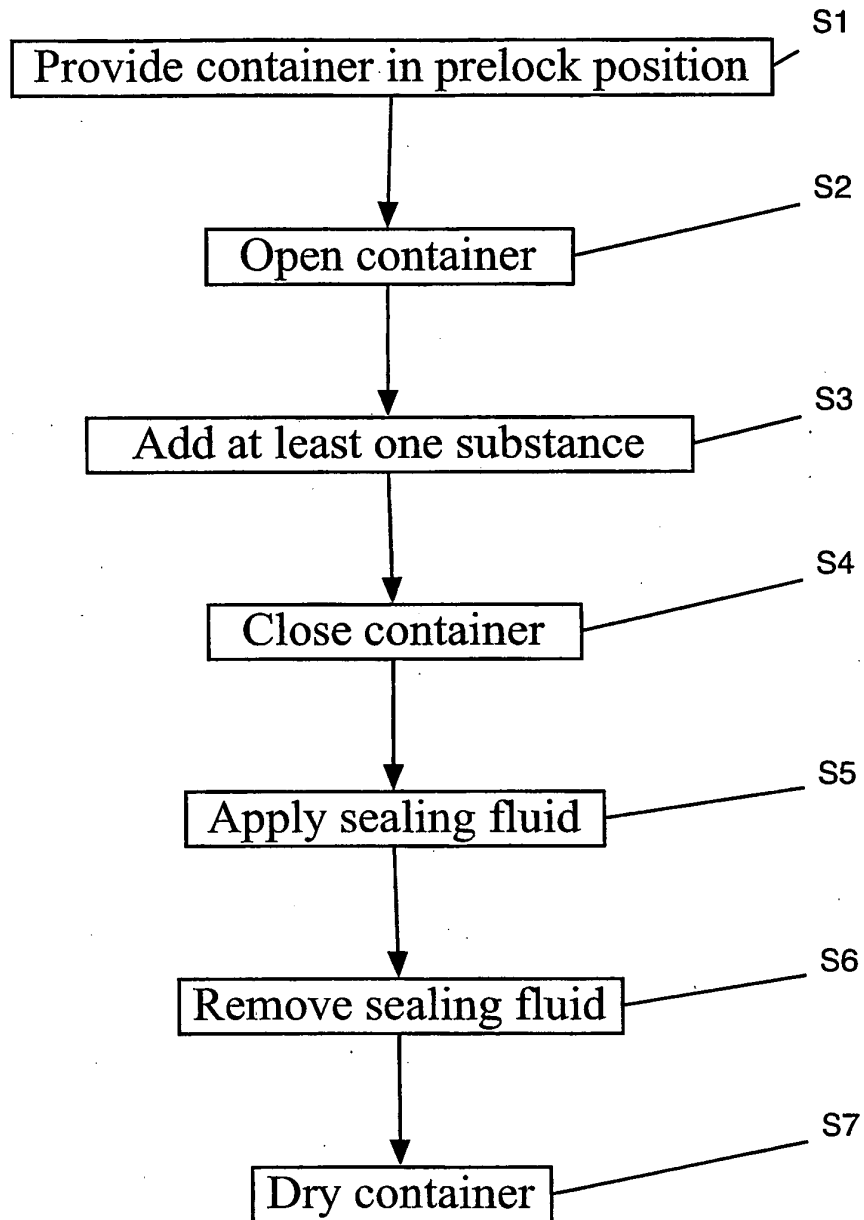 S1
Provide container in prelock position
S2
Open container
S3
Add at least one substance
S4
Close container
S5
Apply sealing fluid
S6
Remove sealing fluid
S7
Dry container